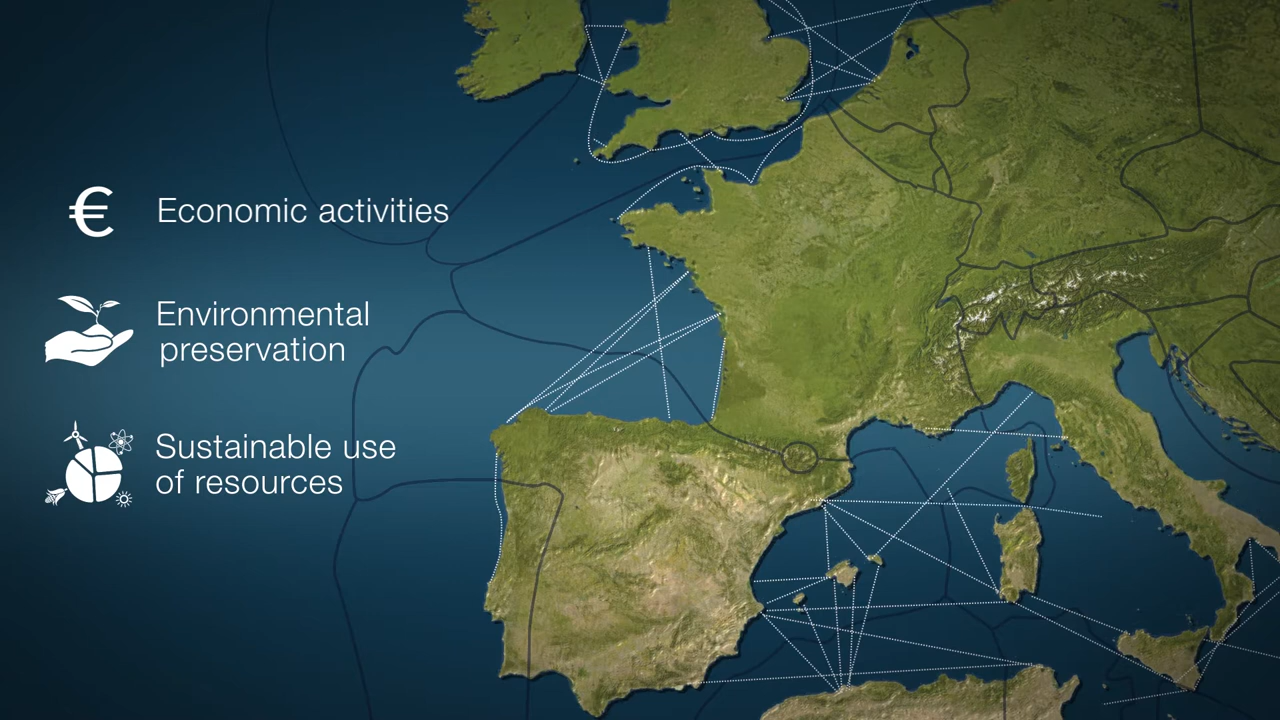 €
Economic activities
Environmental
preservation
Sustainable use
of resources